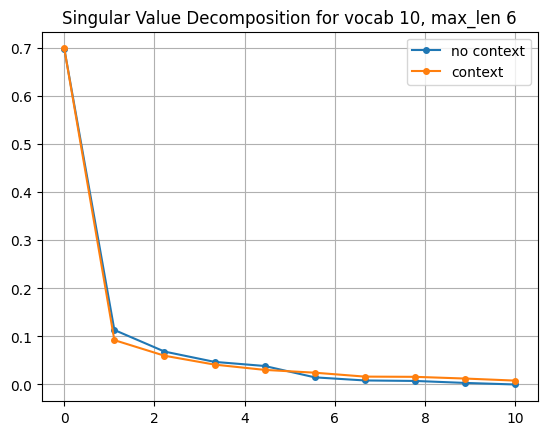 Singular Value Decomposition for vocab 10, max_len 6
no context
context
0.7
0.6
0.5
0.4
0.3
0.2
0.1
0.0
0 2 4 6 8 10